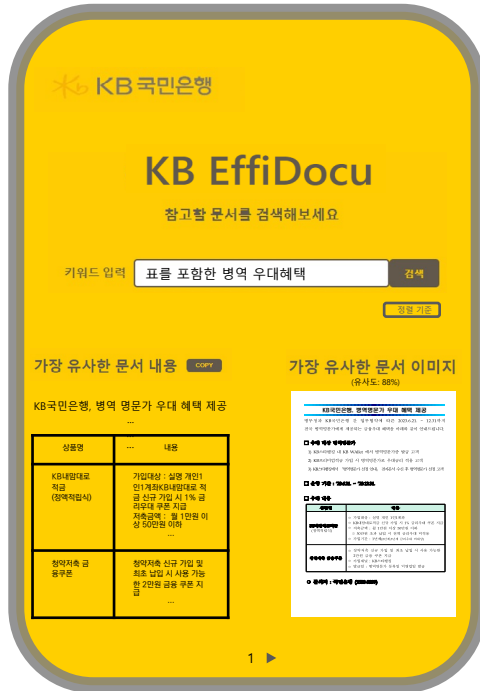 KB국민은행
KB EffiDocu
참고할 문서를 검색해보세요
키워드 입력
표를 포함한 병역 우대혜택
검색
정렬 기준
가장 유사한 문서 내용
COPY
KB국민은행, 병역 명문가 우대 혜택 제공
...
상품명
... 내용
KB내맘대로
적금
(정액적립식)
가입대상 : 실명 개인1
인1계좌KB내맘대로 적
금 신규 가입 시 1% 금
리우대 쿠폰 지급
저축금액 : 월 1만원 이
상 50만원 이하
...
청약저축 금
융쿠폰
청약저축 신규 가입 및
최초 납입 시 사용 가능
한 2만원 금융 쿠폰 지
급
...
가장 유사한 문서 이미지
(유사도: 88%)
KB국민은행, 병역명문가 우대 혜택 제공
1 ▶